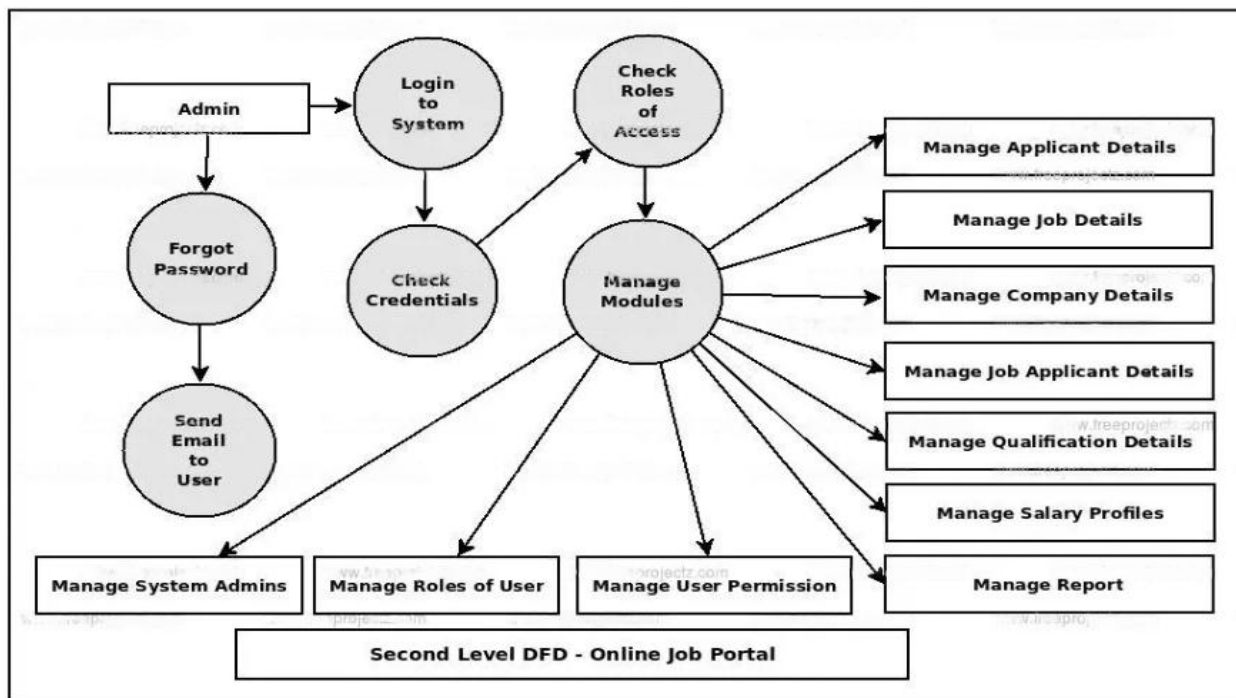 Admin
Login
to
System
Check
Roles
of
Access
Manage Applicant Details
Manage Job Details
Forgot
Password
Check
Credentials
Manage
Modules
Manage Company Details
Manage Job Applicant Details
Send
Email
to
User
Manage Qualification Details
Manage Salary Profiles
Manage System Admins
Manage Roles of User
Manage User Permission
Manage Report
Second Level DFD - Online Job Portal